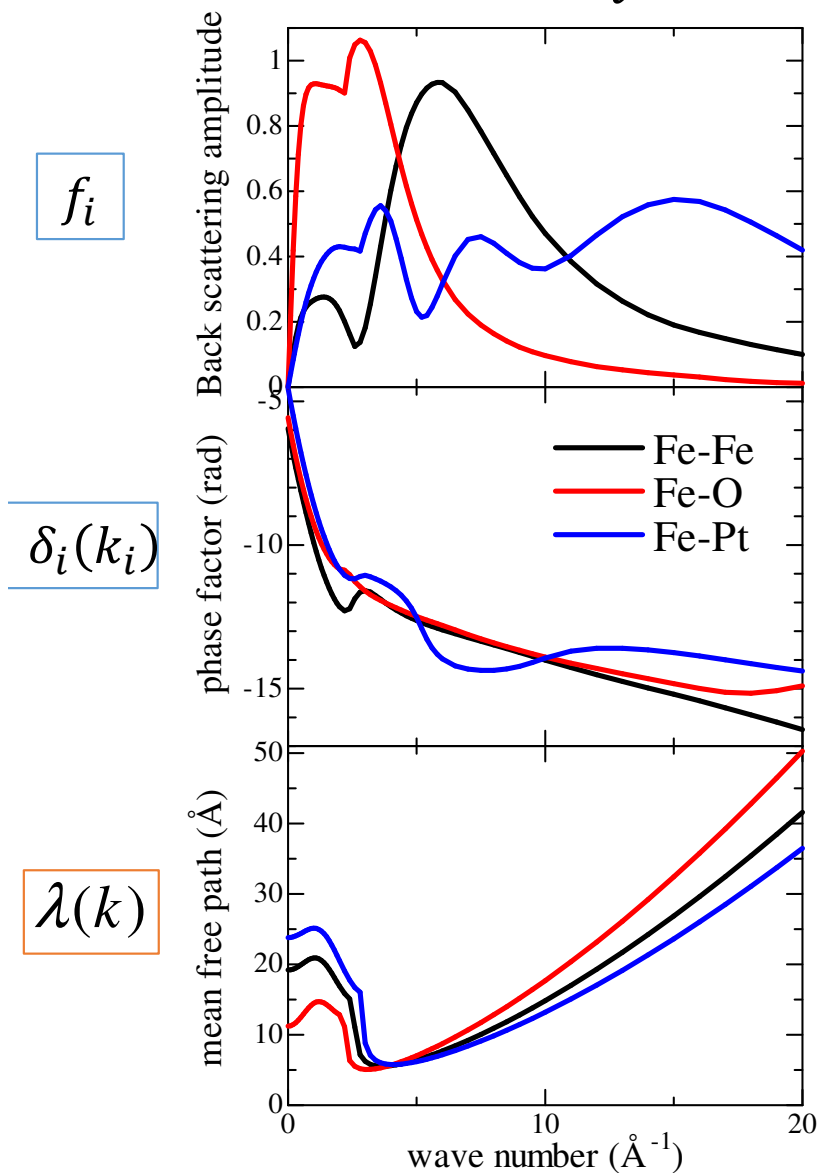 y
Back scattering amplitude
1
0.8
0.6
0.4
0.2
0
f_i
phase factor (rad)
-5
-10
-15
δ_i(k_i)
Fe-Fe
Fe-O
Fe-Pt
mean free path (Å)
50
40
30
20
10
0
λ(k)
0 10 20
wave number (Å⁻¹)